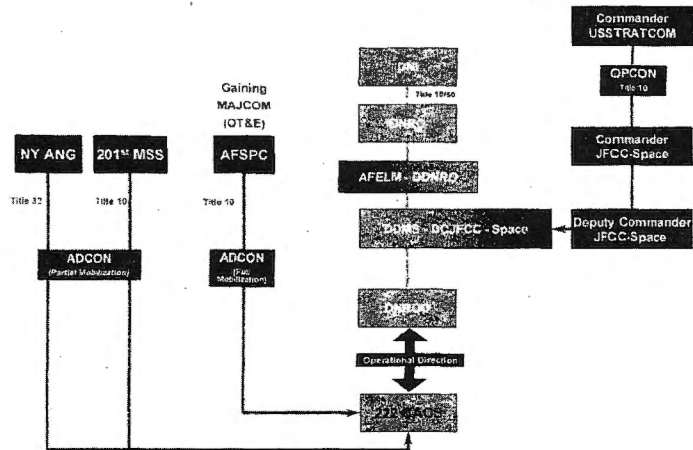 Commander
USSTRATCOM
OPCON
Title 10
Gaining
MAJCOM
(OT&E)
Title 10/50
NY ANG
201ST MSS
AFSPC
Commander
JFCC-Space
AFELM - DDNRO
Title 32
Title 10
Title 10
DDMS - DCJFCC - Space
Deputy Commander
JFCC-Space
ADCON
(Partial Mobilization)
ADCON
(Full
Mobilization)
Operational Direction